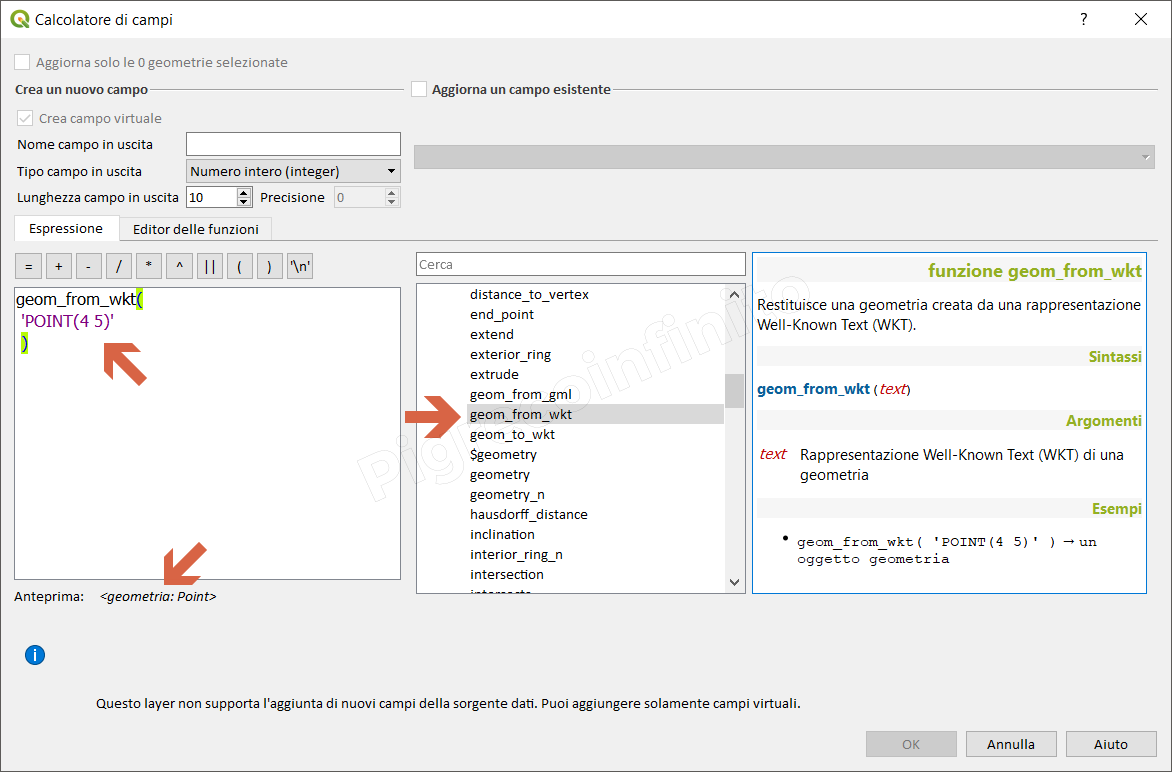 Calcolatore di campi
?
Aggiorna solo le 0 geometrie selezionate
Crea un nuovo campo
Aggiorna un campo esistente
Crea campo virtuale
Nome campo in uscita
Tipo campo in uscita
Numero intero (integer)
Lunghezza campo in uscita
10
Precisione
0
Espressione
Editor delle funzioni
= + - / * ^ || ( ) '\n'
geom_from_wkt(
'POINT(4 5)'
)
Anteprima: <geometria: Point>
Cerca
distance_to_vertex
end_point
extend
exterior_ring
extrude
geom_from_gml
geom_from_wkt
geom_to_wkt
$geometry
geometry
geometry_n
hausdorff_distance
inclination
interior_ring_n
intersection
funzione geom_from_wkt
Restituisce una geometria creata da una rappresentazione
Well-Known Text (WKT).
Sintassi
geom_from_wkt (text)
Argomenti
text Rappresentazione Well-Known Text (WKT) di una
geometria
Esempi
• geom_from_wkt( 'POINT(4 5)' ) → un
oggetto geometria
Questo layer non supporta l'aggiunta di nuovi campi della sorgente dati. Puoi aggiungere solamente campi virtuali.
OK
Annulla
Aiuto